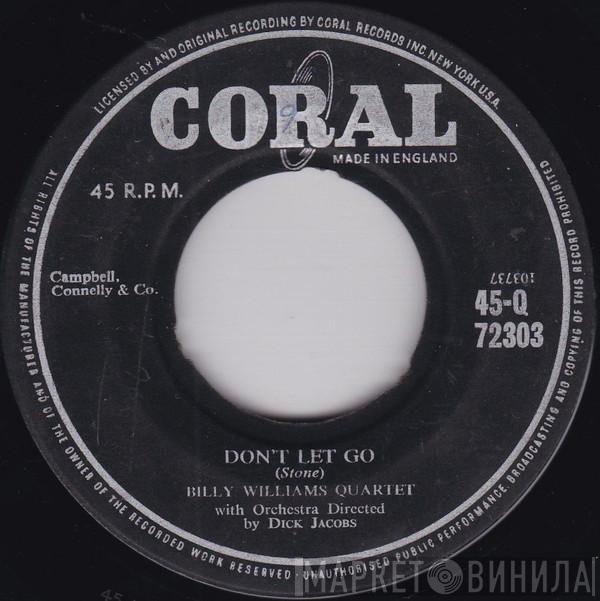 LICENSED BY AND ORIGINAL RECORDING BY CORAL RECORDS INC. NEW YORK U.S.A.
CORAL
9
MADE IN ENGLAND
45 R.P.M.
Campbell,
Connelly & Co.
103737
45-Q
72303
DON'T LET GO
(Stone)
BILLY WILLIAMS QUARTET
with Orchestra Directed
by DICK JACOBS
ALL RIGHTS OF THE MANUFACTURER AND OF THE OWNER OF THE RECORDED WORK RESERVED · UNAUTHORISED PUBLIC PERFORMANCE, BROADCASTING AND COPYING OF THIS RECORD PROHIBITED
МАРКЕТ ВИНИЛА